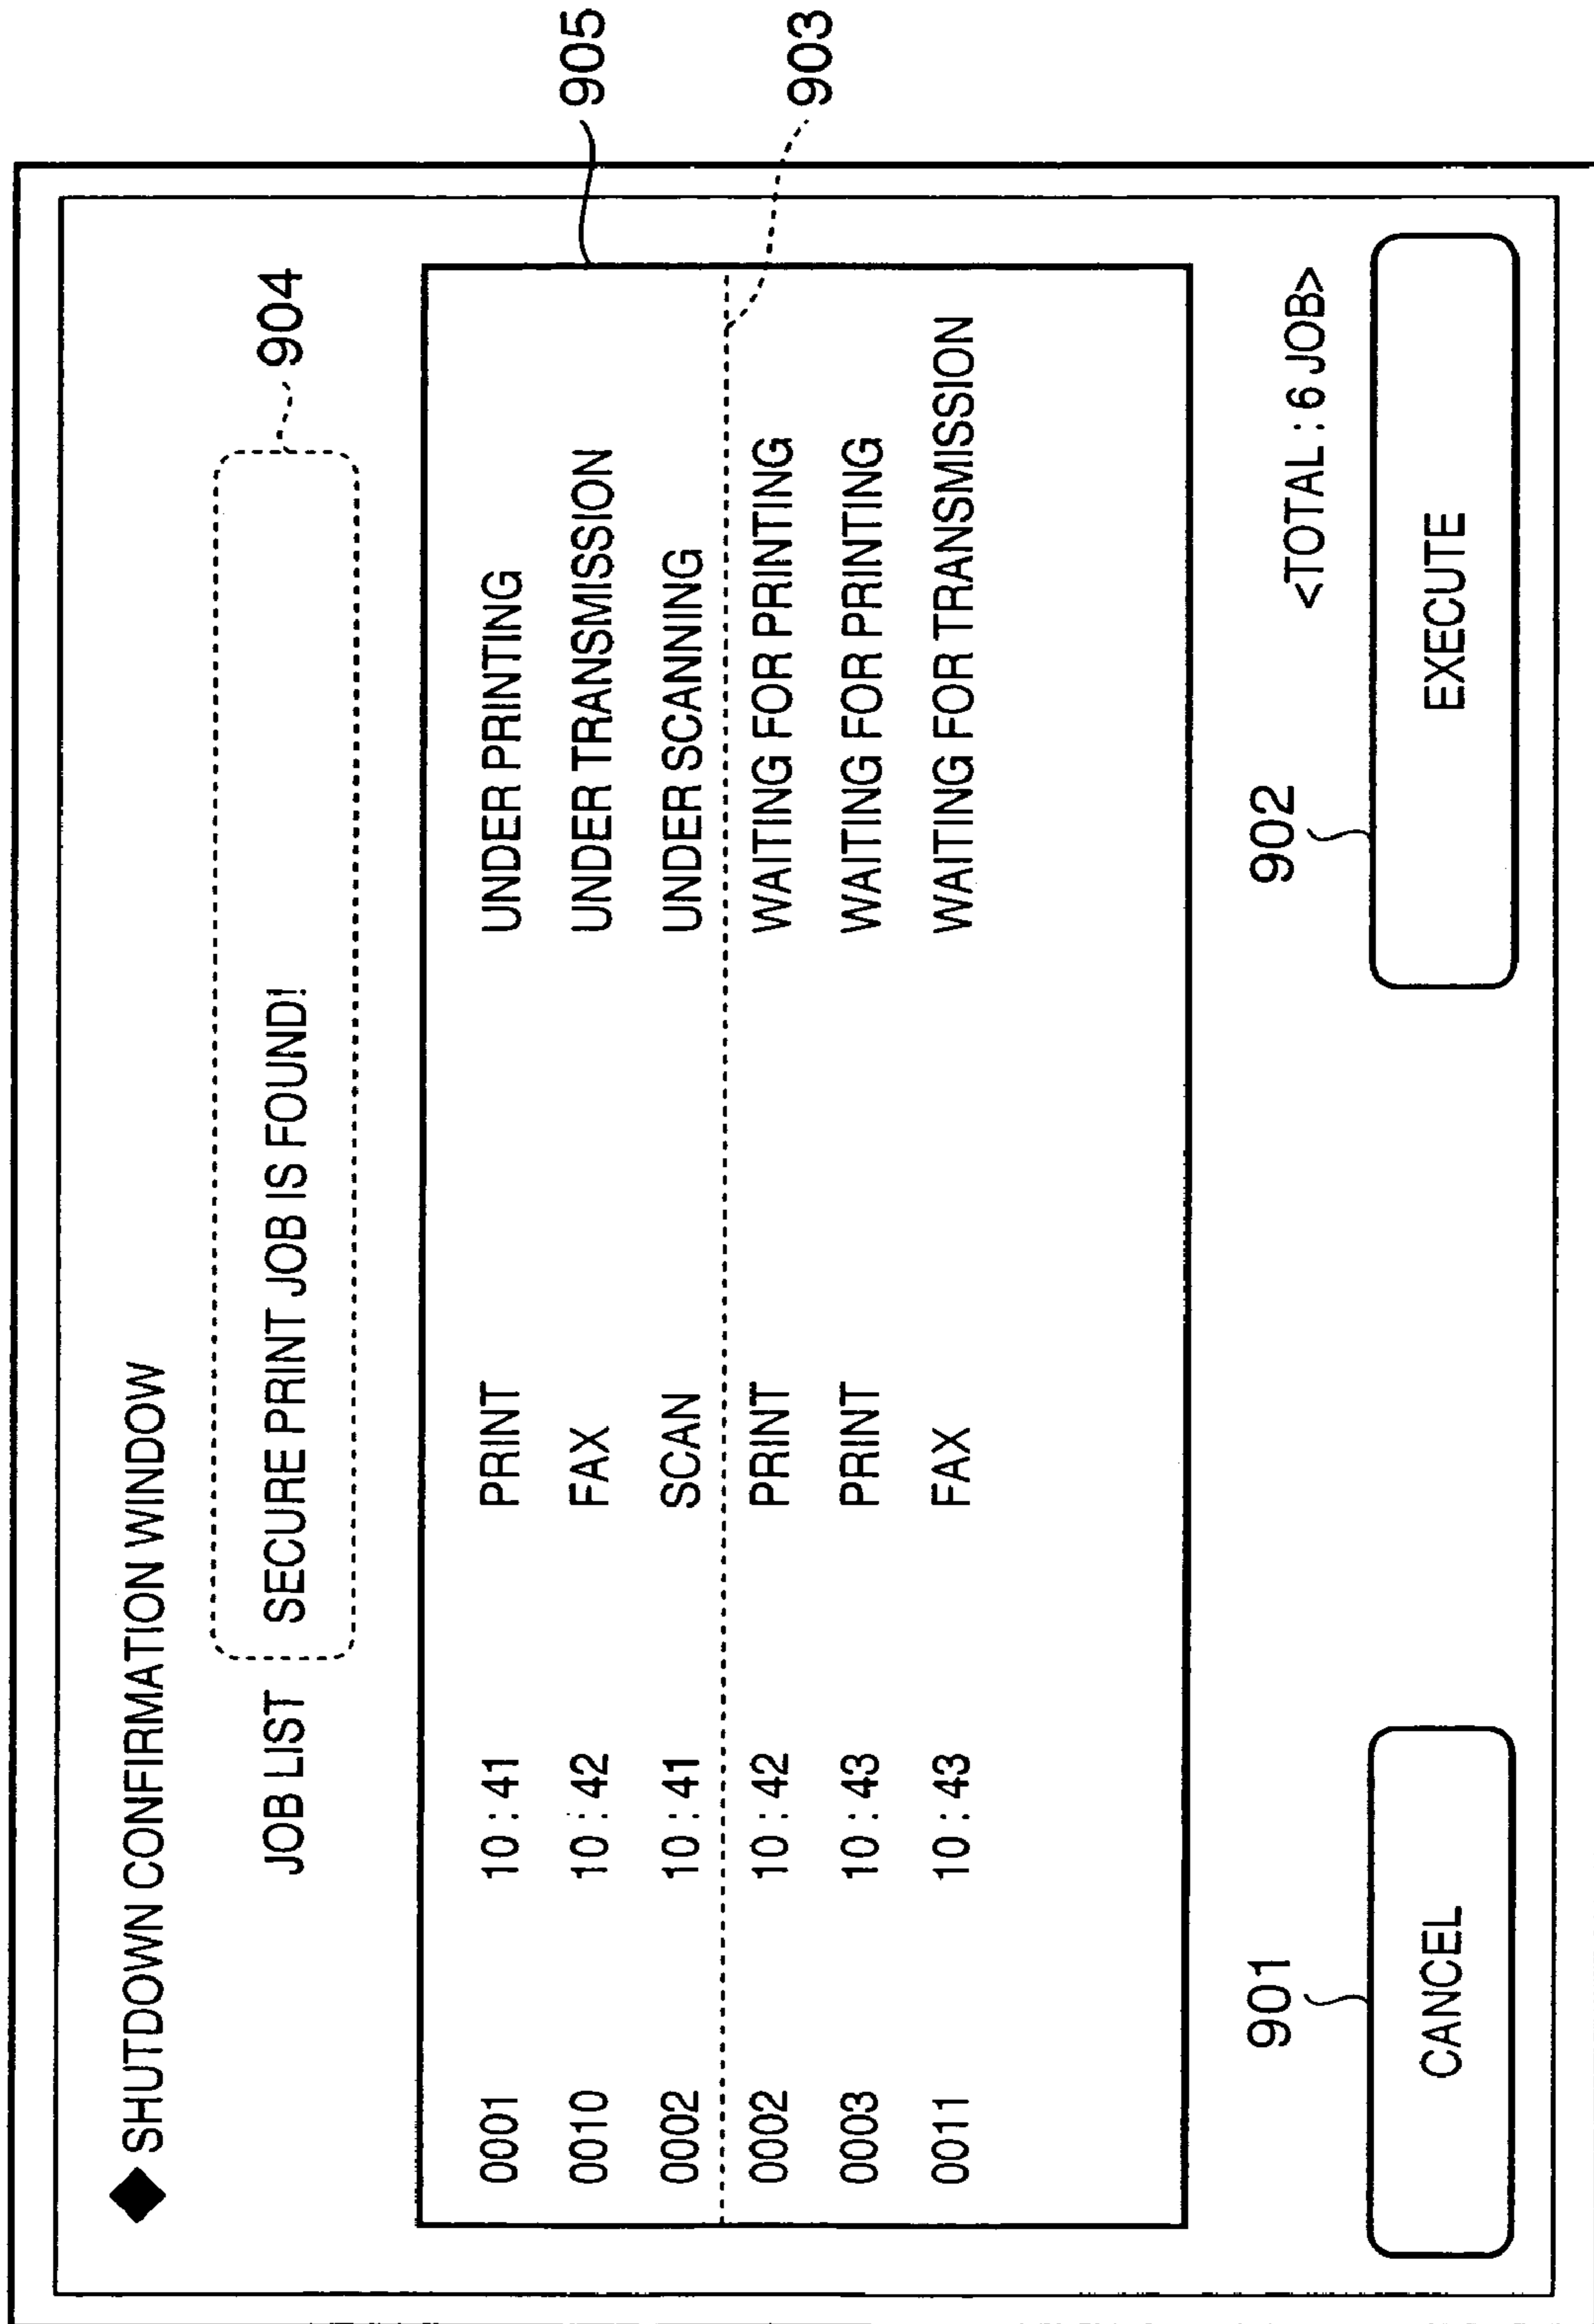 ◆ SHUTDOWN CONFIRMATION WINDOW
904
JOB LIST SECURE PRINT JOB IS FOUND!
905
0001 10 : 41 PRINT UNDER PRINTING
0010 10 : 42 FAX UNDER TRANSMISSION
0002 10 : 41 SCAN UNDER SCANNING
903
0002 10 : 42 PRINT WAITING FOR PRINTING
0003 10 : 43 PRINT WAITING FOR PRINTING
0011 10 : 43 FAX WAITING FOR TRANSMISSION
901 902 <TOTAL : 6 JOB>
CANCEL EXECUTE